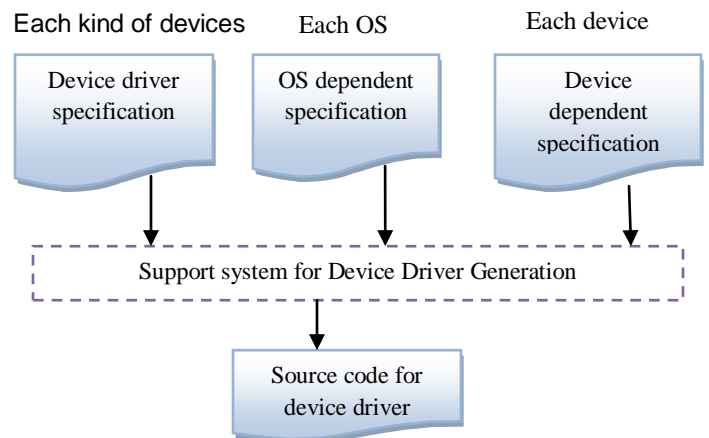 Each kind of devices
Each OS
Each device
Device driver
specification
OS dependent
specification
Device
dependent
specification
Support system for Device Driver Generation
Source code for
device driver